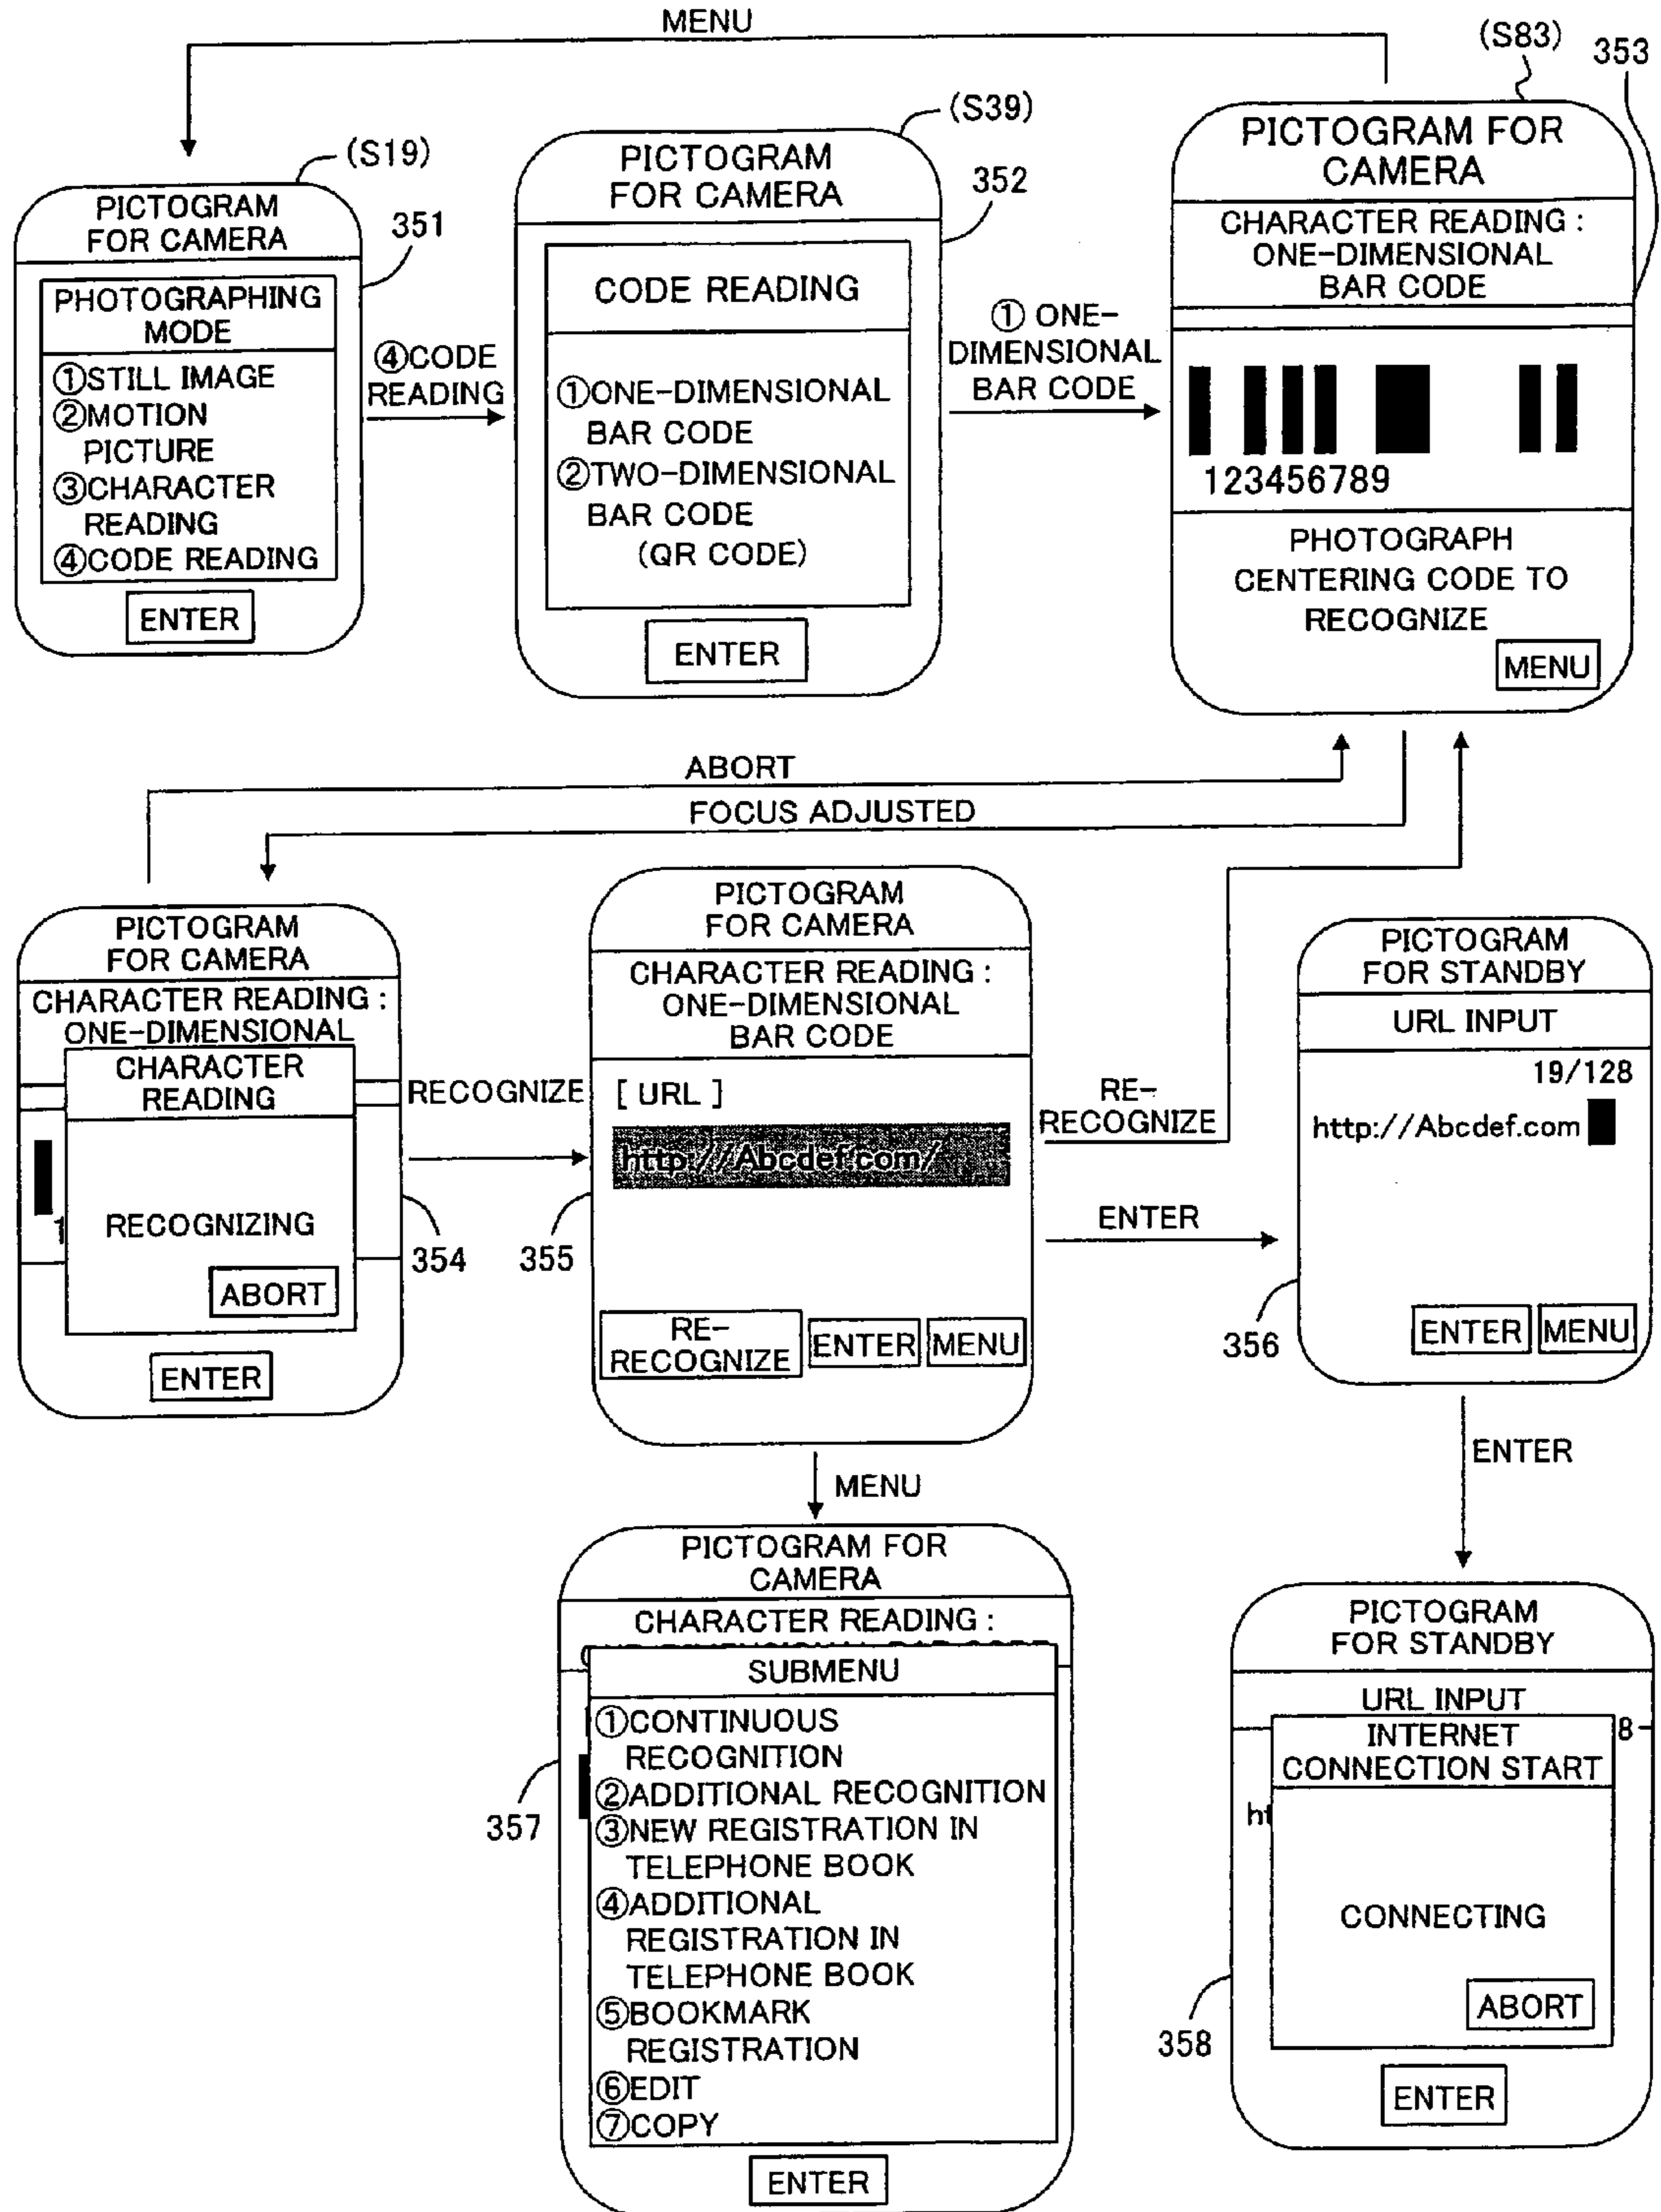 MENU
(S83)
353
(S19)
(S39)
PICTOGRAM
FOR CAMERA
351
PHOTOGRAPHING
MODE
①STILL IMAGE
②MOTION
PICTURE
③CHARACTER
READING
④CODE READING
ENTER
④CODE
READING
PICTOGRAM
FOR CAMERA
352
CODE READING
①ONE-DIMENSIONAL
BAR CODE
②TWO-DIMENSIONAL
BAR CODE
(QR CODE)
ENTER
① ONE-
DIMENSIONAL
BAR CODE
PICTOGRAM FOR
CAMERA
CHARACTER READING :
ONE-DIMENSIONAL
BAR CODE
123456789
PHOTOGRAPH
CENTERING CODE TO
RECOGNIZE
MENU
ABORT
FOCUS ADJUSTED
PICTOGRAM
FOR CAMERA
CHARACTER READING :
ONE-DIMENSIONAL
CHARACTER
READING
1
RECOGNIZING
ABORT
ENTER
354
RECOGNIZE
PICTOGRAM
FOR CAMERA
CHARACTER READING :
ONE-DIMENSIONAL
BAR CODE
[ URL ]
http://Abcdef.com/
355
RE-
RECOGNIZE
ENTER
MENU
RE-
RECOGNIZE
ENTER
PICTOGRAM
FOR STANDBY
URL INPUT
19/128
http://Abcdef.com
356
ENTER
MENU
MENU
ENTER
PICTOGRAM FOR
CAMERA
CHARACTER READING :
SUBMENU
①CONTINUOUS
RECOGNITION
②ADDITIONAL RECOGNITION
③NEW REGISTRATION IN
TELEPHONE BOOK
④ADDITIONAL
REGISTRATION IN
TELEPHONE BOOK
⑤BOOKMARK
REGISTRATION
⑥EDIT
⑦COPY
ENTER
357
PICTOGRAM
FOR STANDBY
URL INPUT
8
INTERNET
CONNECTION START
ht
CONNECTING
ABORT
358
ENTER